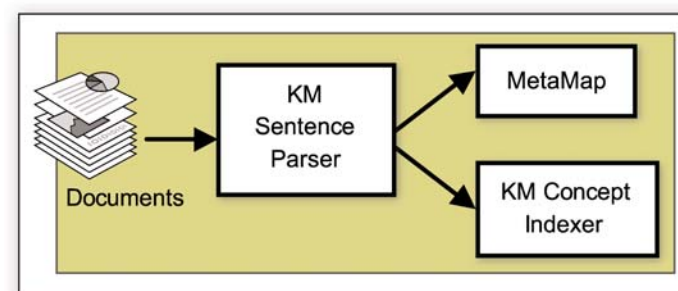 Documents
KM
Sentence
Parser
MetaMap
KM Concept
Indexer